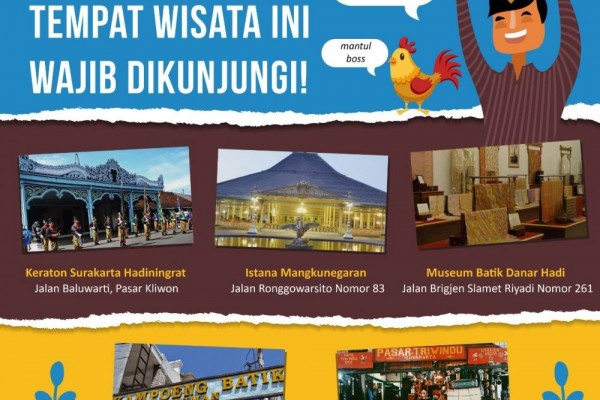 TEMPAT WISATA INI
WAJIB DIKUNJUNGI!
mantul
boss
Keraton Surakarta Hadiningrat
Jalan Baluwarti, Pasar Kliwon
Istana Mangkunegaran
Jalan Ronggowarsito Nomor 83
Museum Batik Danar Hadi
Jalan Brigjen Slamet Riyadi Nomor 261
KAMPOENG BATIK
PASAR TRIWINDU